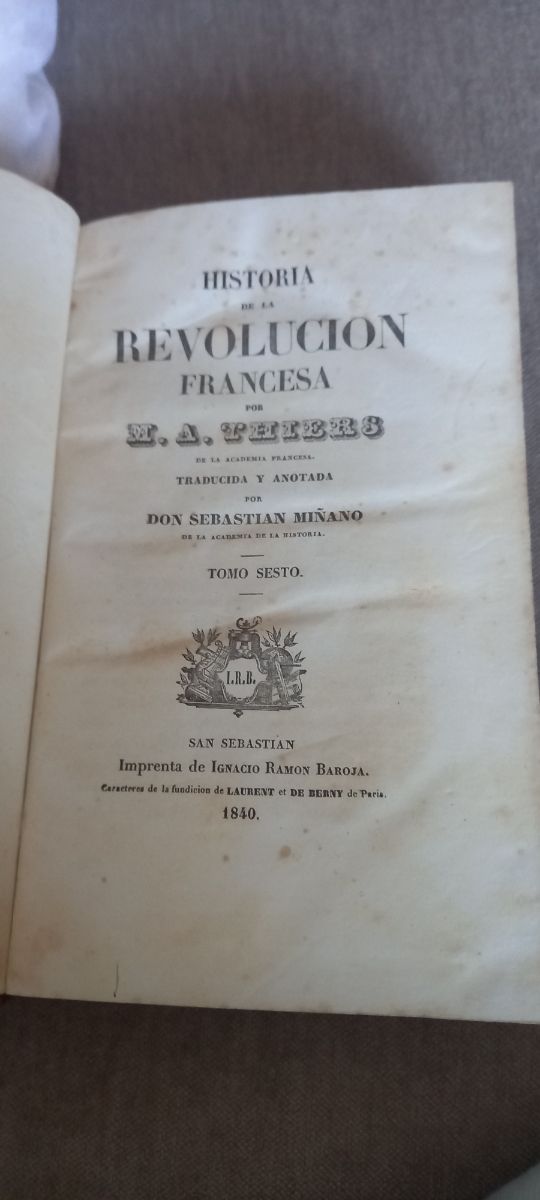 HISTORIA
DE LA
REVOLUCION
FRANCESA
POR
M. A. THIERS
DE LA ACADEMIA FRANCESA.
TRADUCIDA Y ANOTADA
POR
DON SEBASTIAN MIÑANO
DE LA ACADEMIA DE LA HISTORIA.
TOMO SESTO.
I.R.B.
SAN SEBASTIAN
Imprenta de IGNACIO RAMON BAROJA.
Caracteres de la fundicion de LAURENT et DE BERNY de Paris.
1840.